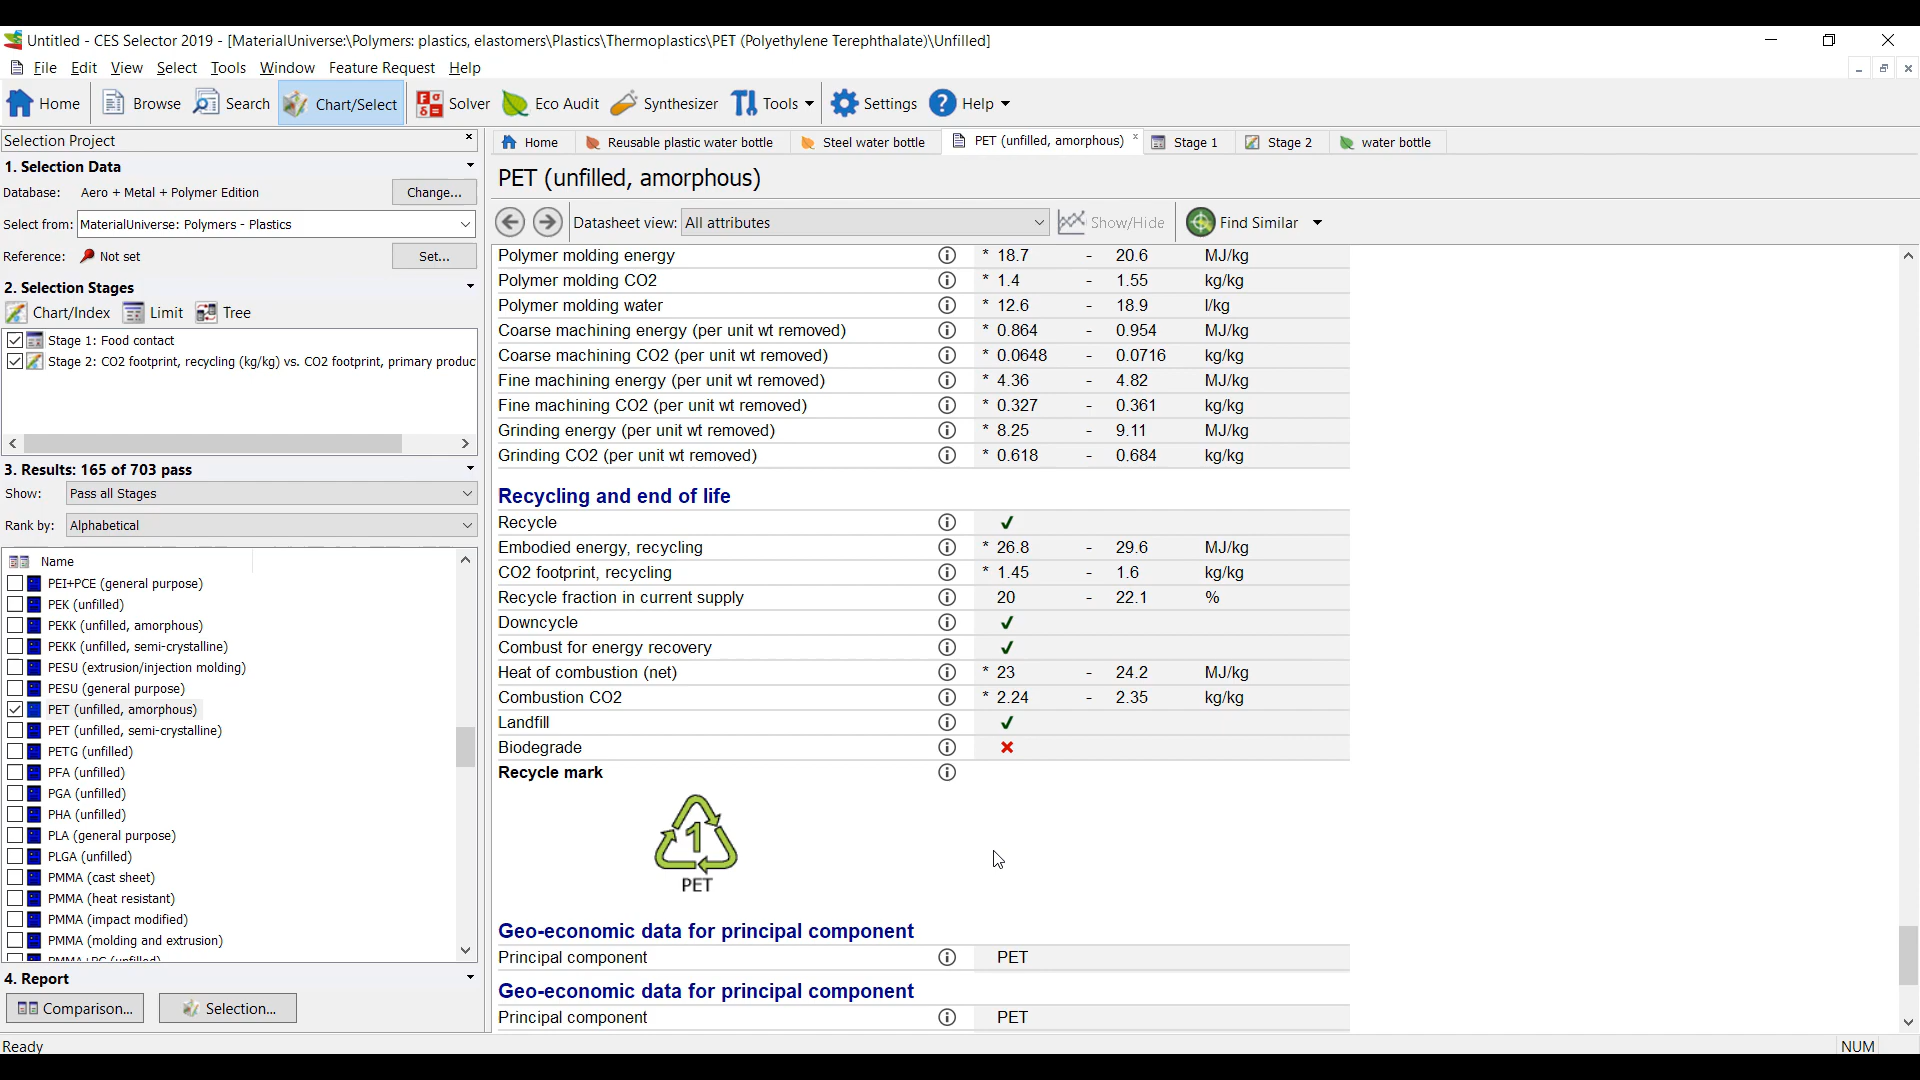 Untitled - CES Selector 2019 - [MaterialUniverse:\Polymers: plastics, elastomers\Plastics\Thermoplastics\PET (Polyethylene Terephthalate)\Unfilled]
File Edit View Select Tools Window Feature Request Help
Home Browse Search Chart/Select Solver Eco Audit Synthesizer Tools Settings ? Help
Selection Project
1. Selection Data
Database: Aero + Metal + Polymer Edition Change...
Select from: MaterialUniverse: Polymers - Plastics
Reference: Not set Set...
2. Selection Stages
Chart/Index Limit Tree
Stage 1: Food contact
Stage 2: CO2 footprint, recycling (kg/kg) vs. CO2 footprint, primary produc
3. Results: 165 of 703 pass
Show: Pass all Stages
Rank by: Alphabetical
Name
PEI+PCE (general purpose)
PEK (unfilled)
PEKK (unfilled, amorphous)
PEKK (unfilled, semi-crystalline)
PESU (extrusion/injection molding)
PESU (general purpose)
PET (unfilled, amorphous)
PET (unfilled, semi-crystalline)
PETG (unfilled)
PFA (unfilled)
PGA (unfilled)
PHA (unfilled)
PLA (general purpose)
PLGA (unfilled)
PMMA (cast sheet)
PMMA (heat resistant)
PMMA (impact modified)
PMMA (molding and extrusion)
4. Report
Comparison... Selection...
Home Reusable plastic water bottle Steel water bottle PET (unfilled, amorphous) Stage 1 Stage 2 water bottle
PET (unfilled, amorphous)
Datasheet view: All attributes Show/Hide Find Similar
Polymer molding energy * 18.7 - 20.6 MJ/kg
Polymer molding CO2 * 1.4 - 1.55 kg/kg
Polymer molding water * 12.6 - 18.9 l/kg
Coarse machining energy (per unit wt removed) * 0.864 - 0.954 MJ/kg
Coarse machining CO2 (per unit wt removed) * 0.0648 - 0.0716 kg/kg
Fine machining energy (per unit wt removed) * 4.36 - 4.82 MJ/kg
Fine machining CO2 (per unit wt removed) * 0.327 - 0.361 kg/kg
Grinding energy (per unit wt removed) * 8.25 - 9.11 MJ/kg
Grinding CO2 (per unit wt removed) * 0.618 - 0.684 kg/kg
Recycling and end of life
Recycle ✓
Embodied energy, recycling * 26.8 - 29.6 MJ/kg
CO2 footprint, recycling * 1.45 - 1.6 kg/kg
Recycle fraction in current supply 20 - 22.1 %
Downcycle ✓
Combust for energy recovery ✓
Heat of combustion (net) * 23 - 24.2 MJ/kg
Combustion CO2 * 2.24 - 2.35 kg/kg
Landfill ✓
Biodegrade ✗
Recycle mark
1
PET
Geo-economic data for principal component
Principal component PET
Geo-economic data for principal component
Principal component PET
Ready NUM